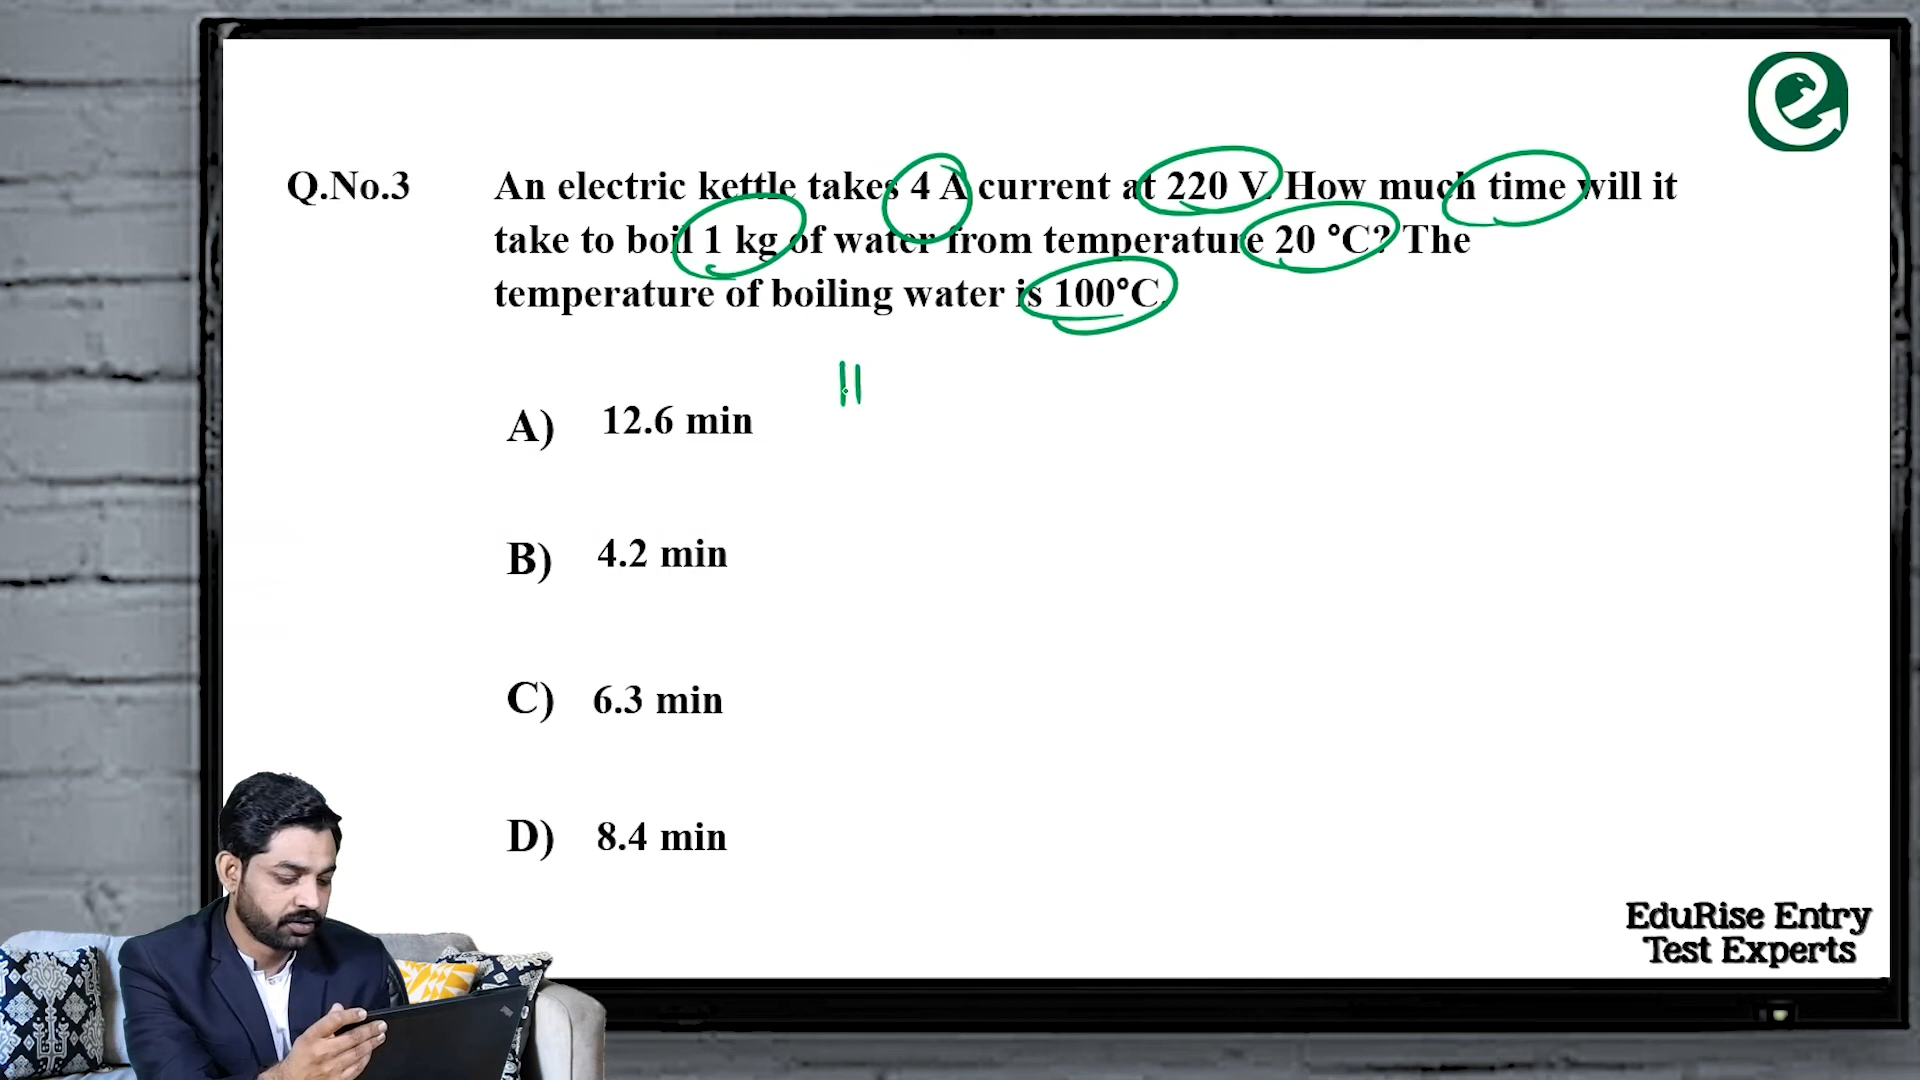 Q.No.3 An electric kettle takes 4 A current at 220 V. How much time will it
take to boil 1 kg of water from temperature 20 °C? The
temperature of boiling water is 100°C.
A) 12.6 min
B) 4.2 min
C) 6.3 min
D) 8.4 min
EduRise Entry
Test Experts